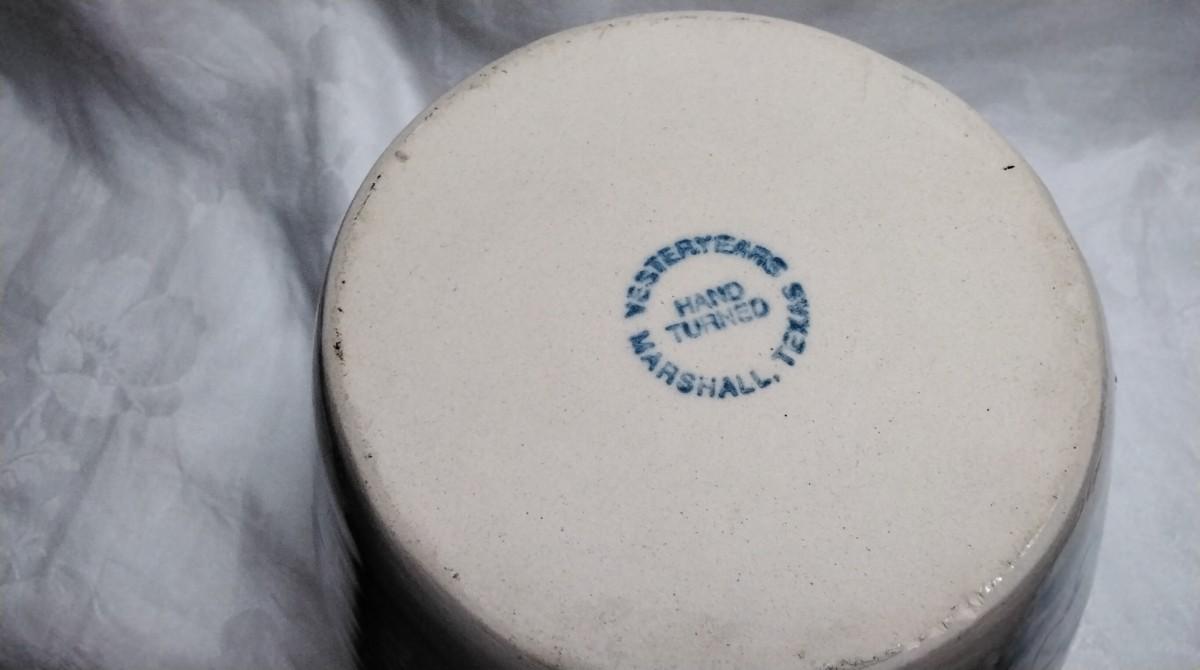 YESTERYEARS
HAND
TURNED
MARSHALL, TEXAS